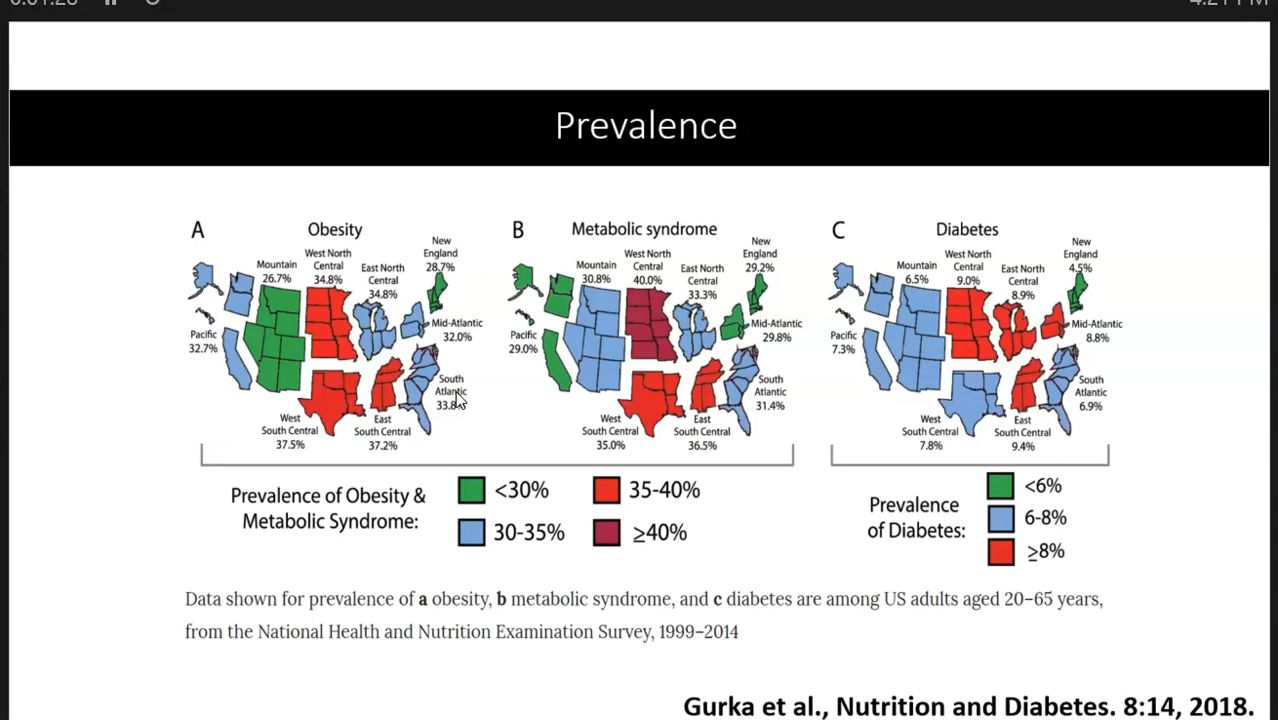 Prevalence
A
Obesity
Mountain
26.7%
West North
Central
34.8%
East North
Central
34.8%
New
England
28.7%
Pacific
32.7%
Mid-Atlantic
32.0%
South
Atlantic
West
South Central
37.5%
East
South Central
37.2%
B
Metabolic syndrome
Mountain
30.8%
West North
Central
40.0%
East North
Central
33.3%
New
England
29.2%
Pacific
29.0%
Mid-Atlantic
29.8%
South
Atlantic
31.4%
West
South Central
35.0%
East
South Central
36.5%
C
Diabetes
Mountain
6.5%
West North
Central
9.0%
East North
Central
8.9%
New
England
4.5%
Pacific
7.3%
Mid-Atlantic
8.8%
South
Atlantic
6.9%
West
South Central
7.8%
East
South Central
9.4%
Prevalence of Obesity &
Metabolic Syndrome:
<30%
35-40%
30-35%
≥40%
Prevalence
of Diabetes:
<6%
6-8%
≥8%
Data shown for prevalence of a obesity, b metabolic syndrome, and c diabetes are among US adults aged 20–65 years,
from the National Health and Nutrition Examination Survey, 1999–2014
Gurka et al., Nutrition and Diabetes. 8:14, 2018.